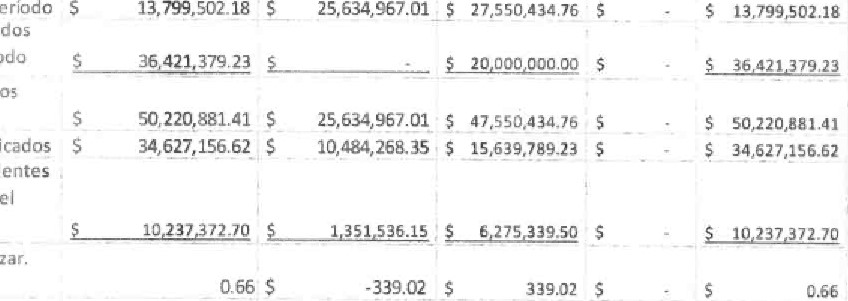 eríodo $ 13,799,502.18 $ 25,634,967.01 $ 27,550,434.76 $ - $ 13,799,502.18
dos
odo $ 36,421,379.23 $ - $ 20,000,000.00 $ - $ 36,421,379.23
os
$ 50,220,881.41 $ 25,634,967.01 $ 47,550,434.76 $ - $ 50,220,881.41
icados $ 34,627,156.62 $ 10,484,268.35 $ 15,639,789.23 $ - $ 34,627,156.62
entes
el
$ 10,237,372.70 $ 1,351,536.15 $ 6,275,339.50 $ - $ 10,237,372.70
zar.
0.66 $ -339.02 $ 339.02 $ - $ 0.66